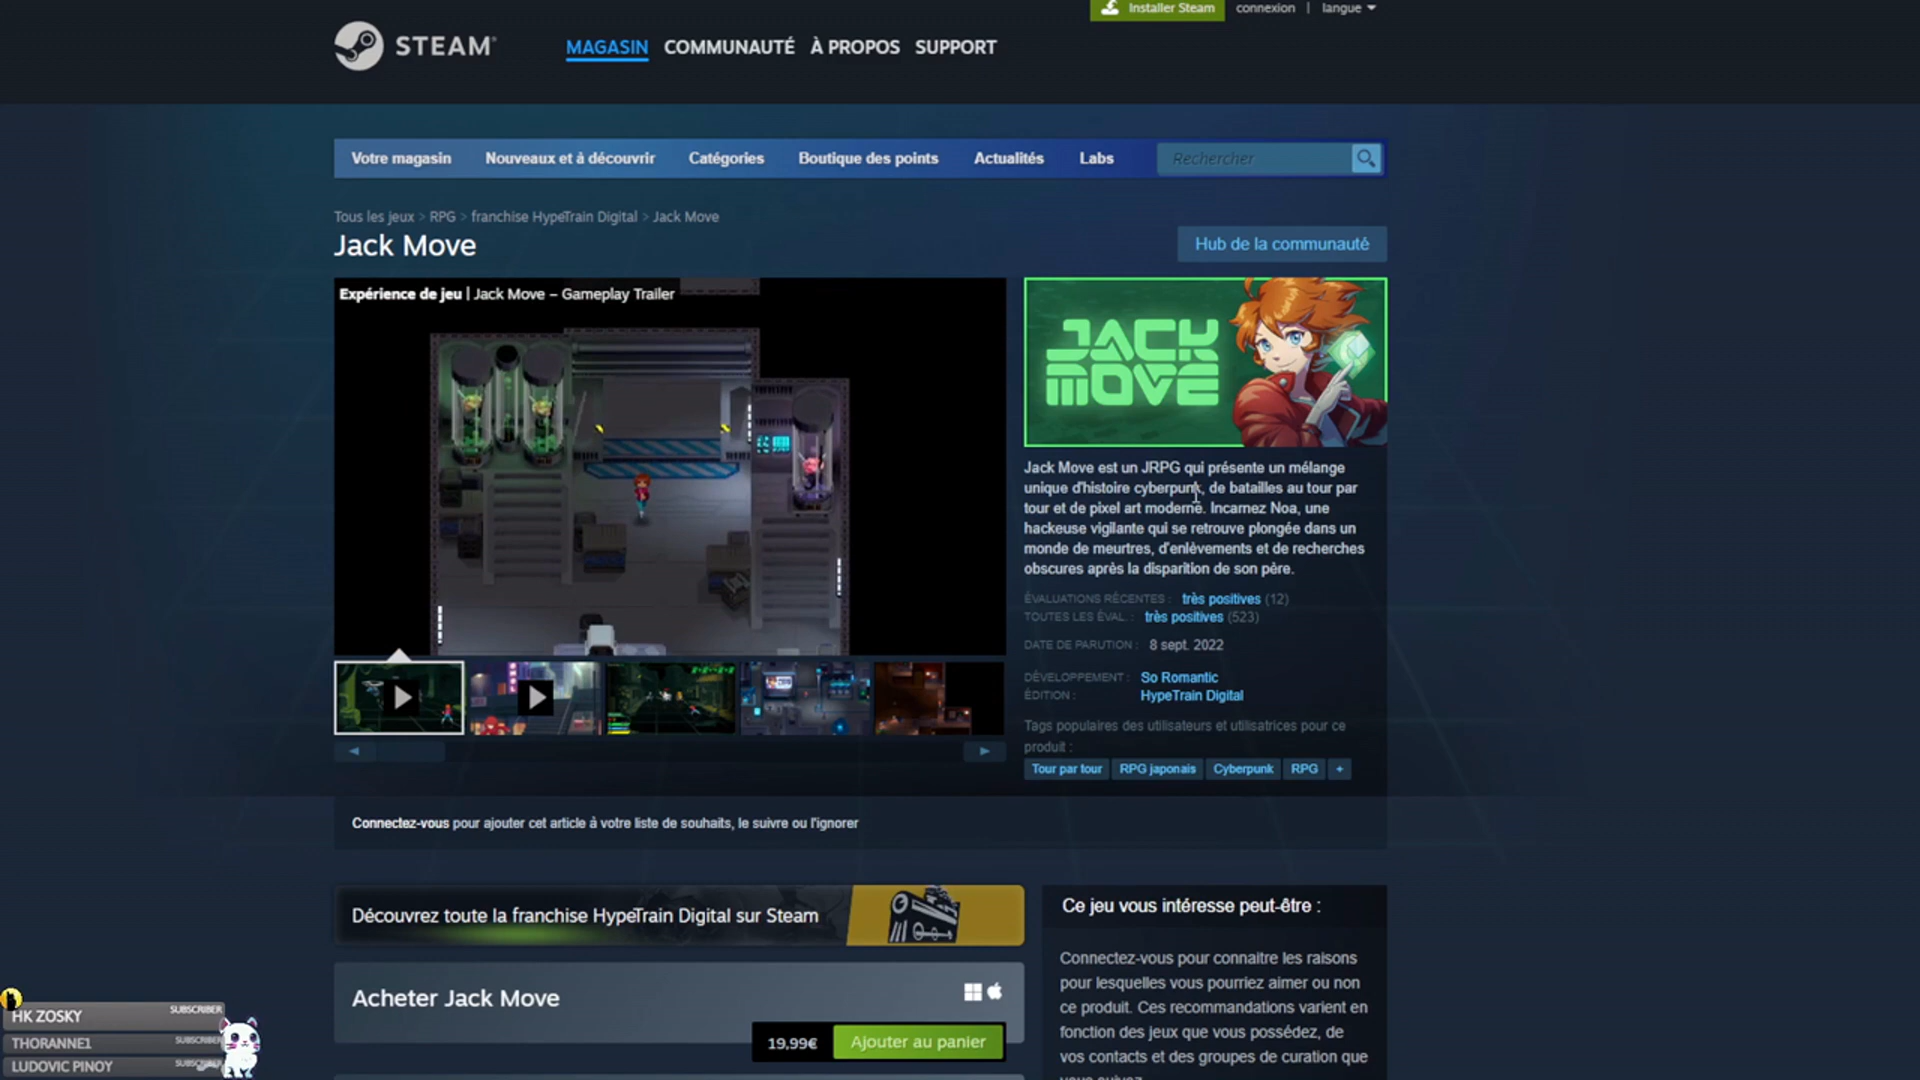 Installer Steam connexion | langue
STEAM
MAGASIN COMMUNAUTÉ À PROPOS SUPPORT
Votre magasin Nouveaux et à découvrir Catégories Boutique des points Actualités Labs Rechercher
Tous les jeux > RPG > franchise HypeTrain Digital > Jack Move
Jack Move
Hub de la communauté
Expérience de jeu | Jack Move – Gameplay Trailer
JACK
MOVE
Jack Move est un JRPG qui présente un mélange
unique d'histoire cyberpunk, de batailles au tour par
tour et de pixel art moderne. Incarnez Noa, une
hackeuse vigilante qui se retrouve plongée dans un
monde de meurtres, d'enlèvements et de recherches
obscures après la disparition de son père.
ÉVALUATIONS RÉCENTES : très positives (12)
TOUTES LES ÉVAL. : très positives (523)
DATE DE PARUTION : 8 sept. 2022
DÉVELOPPEMENT : So Romantic
ÉDITION : HypeTrain Digital
Tags populaires des utilisateurs et utilisatrices pour ce
produit :
Tour par tour RPG japonais Cyberpunk RPG +
Connectez-vous pour ajouter cet article à votre liste de souhaits, le suivre ou l'ignorer
Découvrez toute la franchise HypeTrain Digital sur Steam
Acheter Jack Move
19,99€ Ajouter au panier
Ce jeu vous intéresse peut-être :
Connectez-vous pour connaitre les raisons
pour lesquelles vous pourriez aimer ou non
ce produit. Ces recommandations varient en
fonction des jeux que vous possédez, de
vos contacts et des groupes de curation que
vous suivez.
HK ZOSKY SUBSCRIBER
THORANNE1 SUBSCRIBER
LUDOVIC PINOY SUBSCRIBER